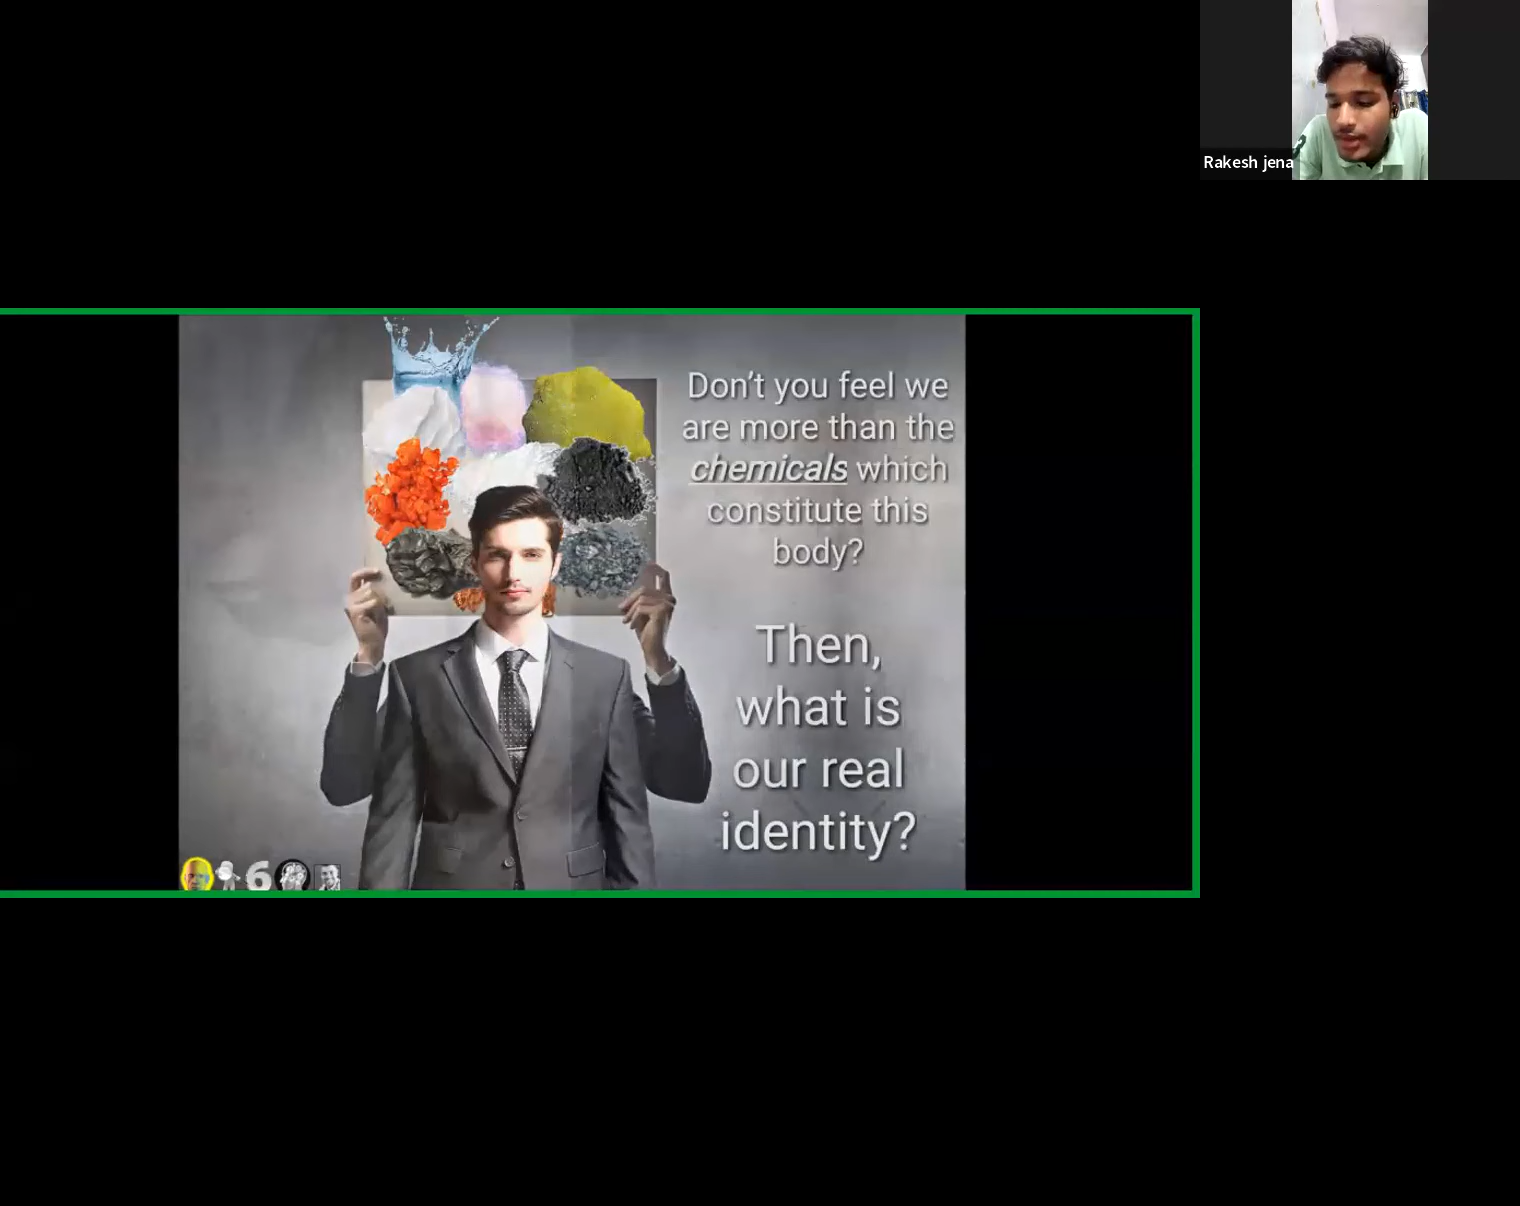 Rakesh jena
Don't you feel we
are more than the
chemicals which
constitute this
body?
Then,
what is
our real
identity?
6